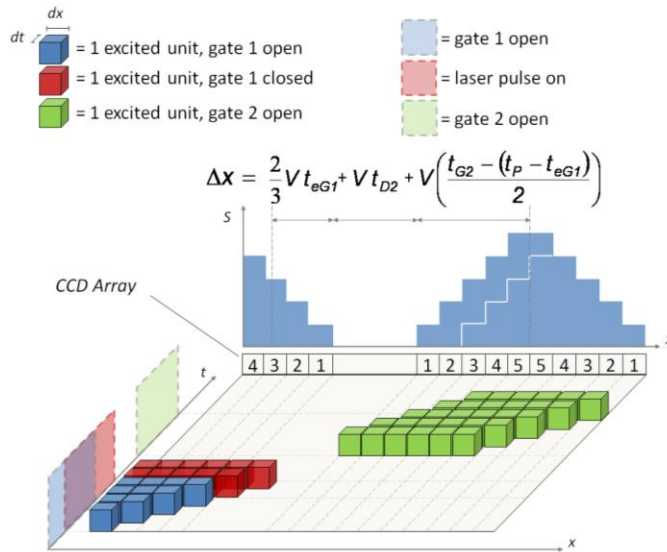 dx
dt
= 1 excited unit, gate 1 open
= 1 excited unit, gate 1 closed
= 1 excited unit, gate 2 open
= gate 1 open
= laser pulse on
= gate 2 open
Δx = 2/3 V t_eG1 + V t_D2 + V((t_G2 − (t_P − t_eG1))/2)
S
CCD Array
4 3 2 1 1 2 3 4 5 5 4 3 2 1
t
x